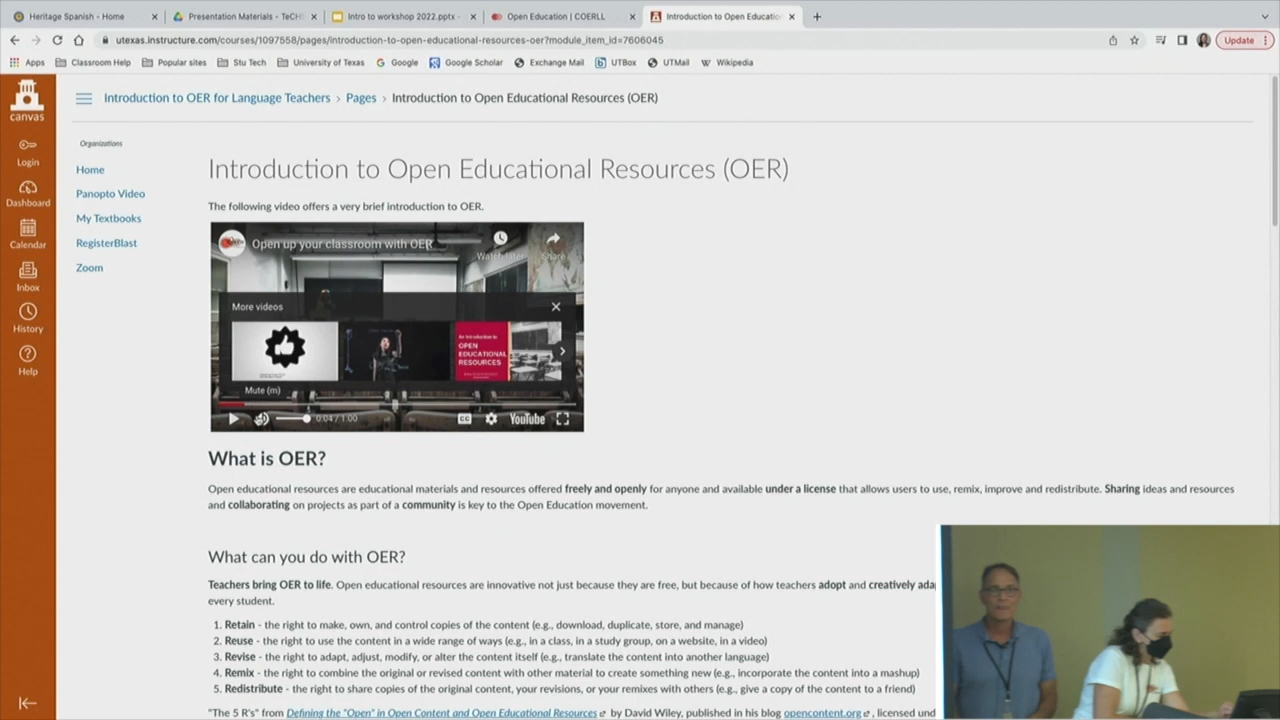 Heritage Spanish - Home
Presentation Materials - TeCH
Intro to workshop 2022.pptx -
Open Education | COERLL
Introduction to Open Educatio
utexas.instructure.com/courses/1097558/pages/introduction-to-open-educational-resources-oer?module_item_id=7606045
Update
Apps
Classroom Help
Popular sites
Stu Tech
University of Texas
Google
Google Scholar
Exchange Mail
UTBox
UTMail
Wikipedia
canvas
Login
Dashboard
Calendar
Inbox
History
Help
Introduction to OER for Language Teachers > Pages > Introduction to Open Educational Resources (OER)
Organizations
Home
Panopto Video
My Textbooks
RegisterBlast
Zoom
Introduction to Open Educational Resources (OER)
The following video offers a very brief introduction to OER.
Open up your classroom with OER
Watch later
Share
More videos
An Introduction to
OPEN
EDUCATIONAL
RESOURCES
Mute (m)
0:04 / 1:00
CC
YouTube
What is OER?
Open educational resources are educational materials and resources offered freely and openly for anyone and available under a license that allows users to use, remix, improve and redistribute. Sharing ideas and resources
and collaborating on projects as part of a community is key to the Open Education movement.
What can you do with OER?
Teachers bring OER to life. Open educational resources are innovative not just because they are free, but because of how teachers adopt and creatively ada
every student.
1. Retain - the right to make, own, and control copies of the content (e.g., download, duplicate, store, and manage)
2. Reuse - the right to use the content in a wide range of ways (e.g., in a class, in a study group, on a website, in a video)
3. Revise - the right to adapt, adjust, modify, or alter the content itself (e.g., translate the content into another language)
4. Remix - the right to combine the original or revised content with other material to create something new (e.g., incorporate the content into a mashup)
5. Redistribute - the right to share copies of the original content, your revisions, or your remixes with others (e.g., give a copy of the content to a friend)
"The 5 R's" from Defining the "Open" in Open Content and Open Educational Resources by David Wiley, published in his blog opencontent.org, licensed und